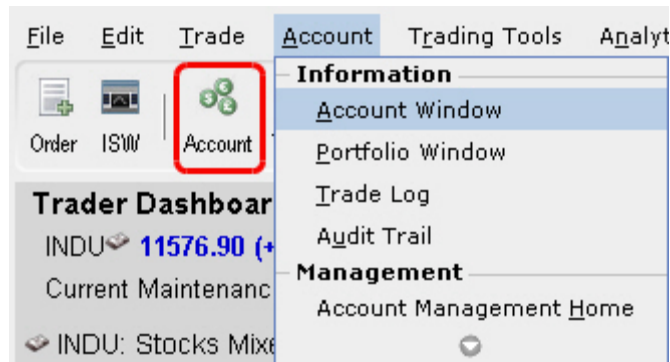 File Edit Trade Account Trading Tools Analyt
Information
Account Window
Portfolio Window
Trade Log
Audit Trail
Management
Account Management Home
Order ISW Account
Trader Dashboar
INDU 11576.90 (+
Current Maintenanc
INDU: Stocks Mixe